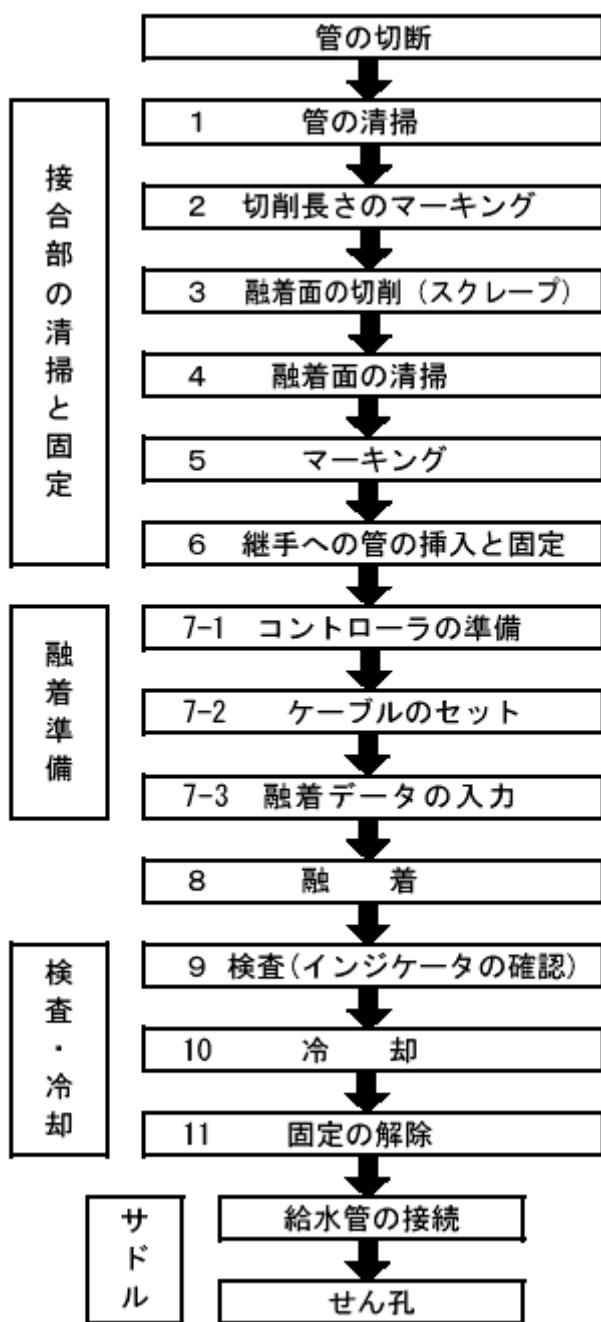 管の切断
接合部の清掃と固定
1 管の清掃
2 切削長さのマーキング
3 融着面の切削（スクレープ）
4 融着面の清掃
5 マーキング
6 継手への管の挿入と固定
融着準備
7-1 コントローラの準備
7-2 ケーブルのセット
7-3 融着データの入力
8 融 着
検査・冷却
9 検査(インジケータの確認)
10 冷 却
11 固定の解除
サドル
給水管の接続
せん孔